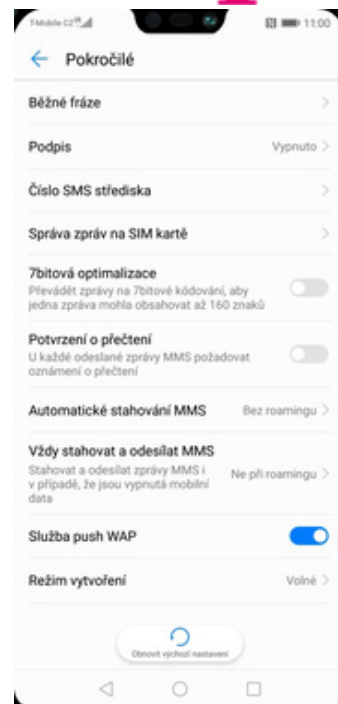 T-Mobile CZ 11:00
Pokročilé
Běžné fráze
Podpis Vypnuto
Číslo SMS střediska
Správa zpráv na SIM kartě
7bitová optimalizace
Převádět zprávy na 7bitové kódování, aby
jedna zpráva mohla obsahovat až 160 znaků
Potvrzení o přečtení
U každé odeslané zprávy MMS požadovat
oznámení o přečtení
Automatické stahování MMS Bez roamingu
Vždy stahovat a odesílat MMS
Stahovat a odesílat zprávy MMS i
v případě, že jsou vypnutá mobilní
data
Ne při roamingu
Služba push WAP
Režim vytvoření Volné
Obnovit výchozí nastavení